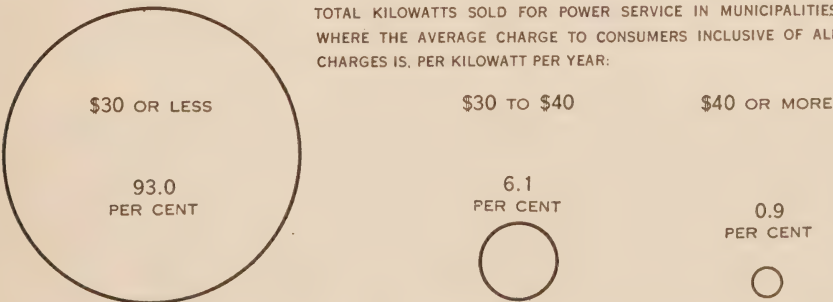 TOTAL KILOWATTS SOLD FOR POWER SERVICE IN MUNICIPALITIES
WHERE THE AVERAGE CHARGE TO CONSUMERS INCLUSIVE OF ALL
CHARGES IS, PER KILOWATT PER YEAR:
$30 OR LESS
$30 TO $40
$40 OR MORE
93.0
PER CENT
6.1
PER CENT
0.9
PER CENT